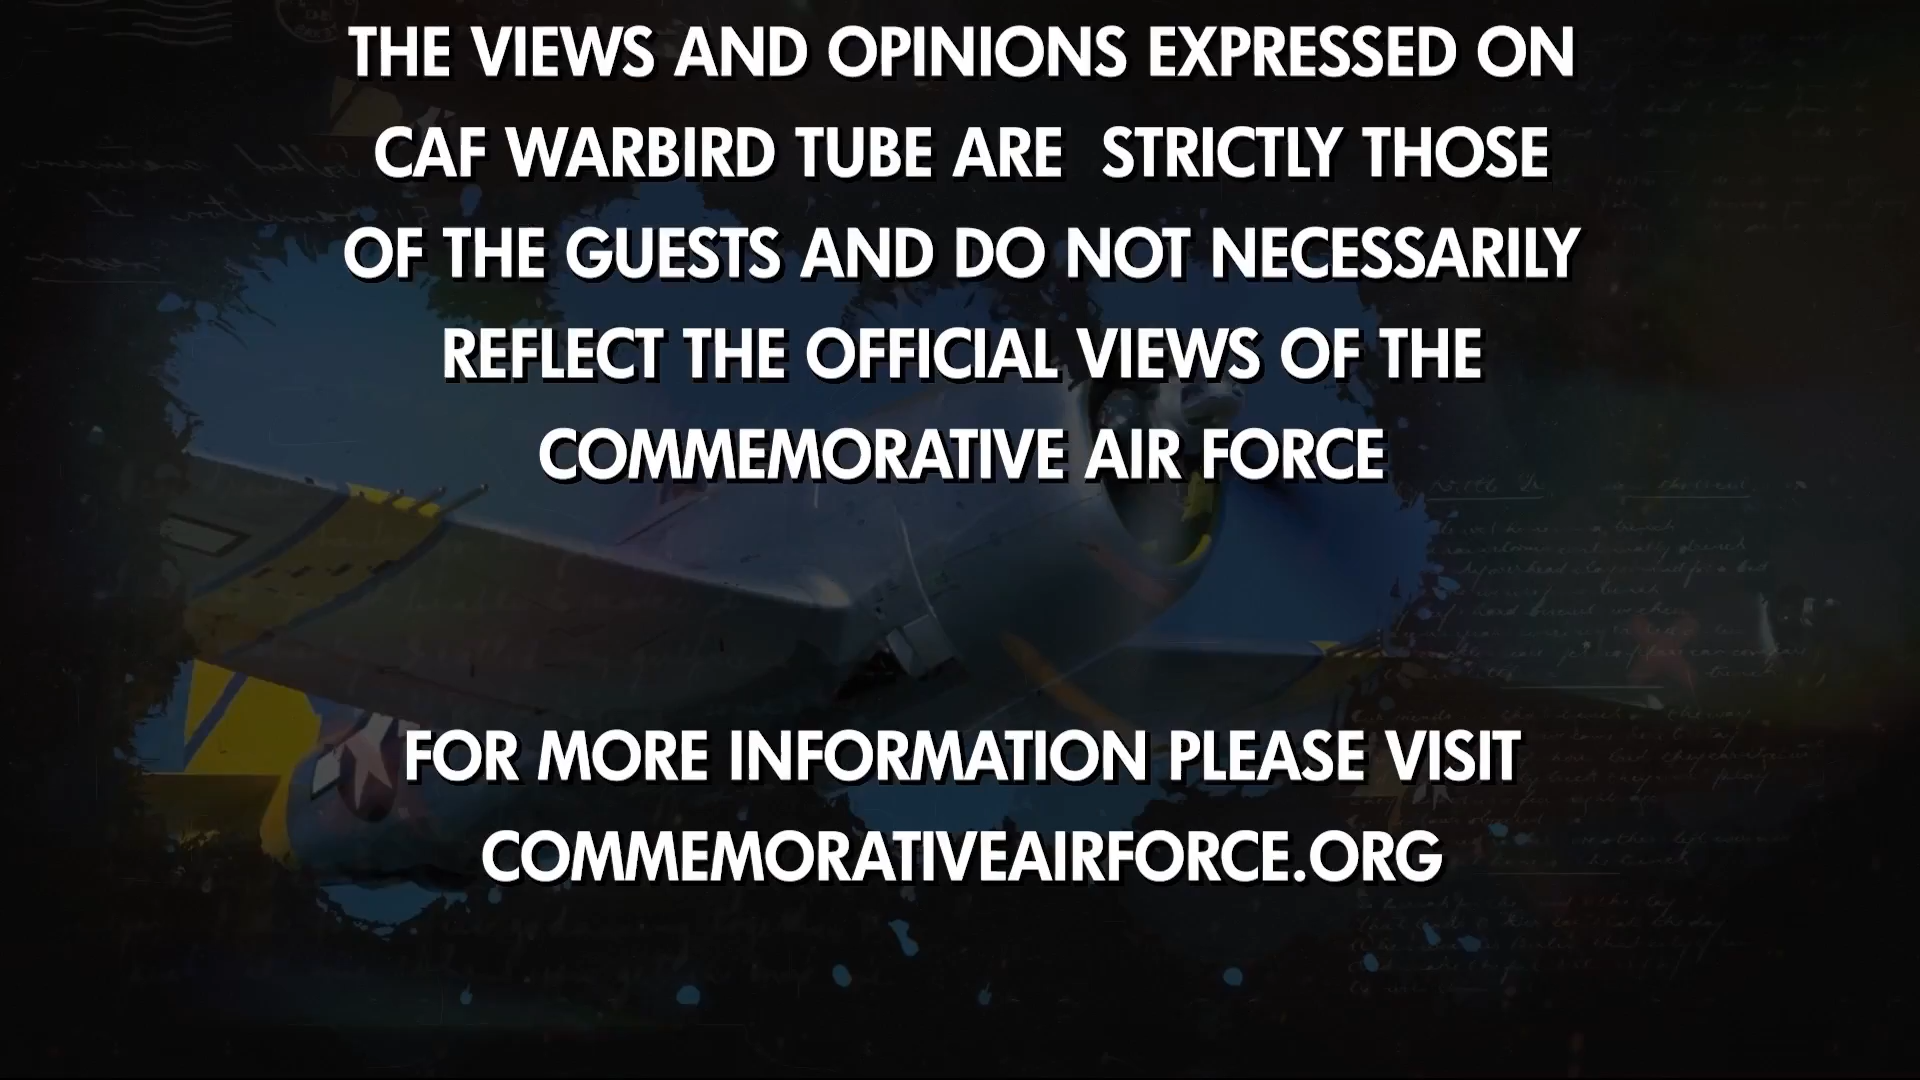 THE VIEWS AND OPINIONS EXPRESSED ON
CAF WARBIRD TUBE ARE  STRICTLY THOSE
OF THE GUESTS AND DO NOT NECESSARILY
REFLECT THE OFFICIAL VIEWS OF THE
COMMEMORATIVE AIR FORCE
FOR MORE INFORMATION PLEASE VISIT
COMMEMORATIVEAIRFORCE.ORG